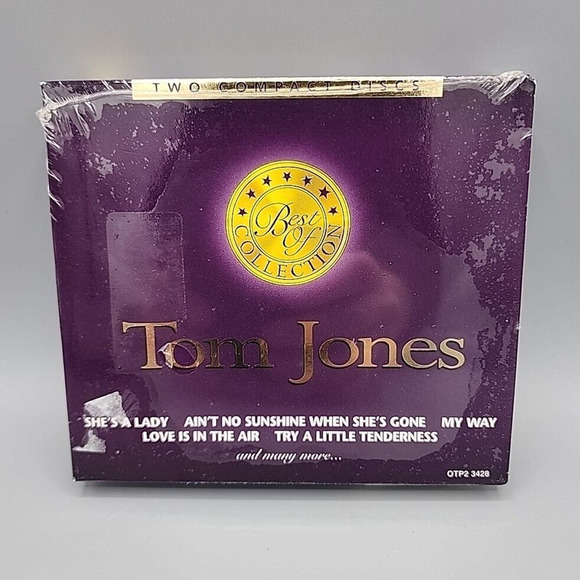 TWO COMPACT DISCS
Best
Of
COLLECTION
Tom Jones
SHE'S A LADY AIN'T NO SUNSHINE WHEN SHE'S GONE MY WAY
LOVE IS IN THE AIR TRY A LITTLE TENDERNESS
and many more...
OTP2 3428